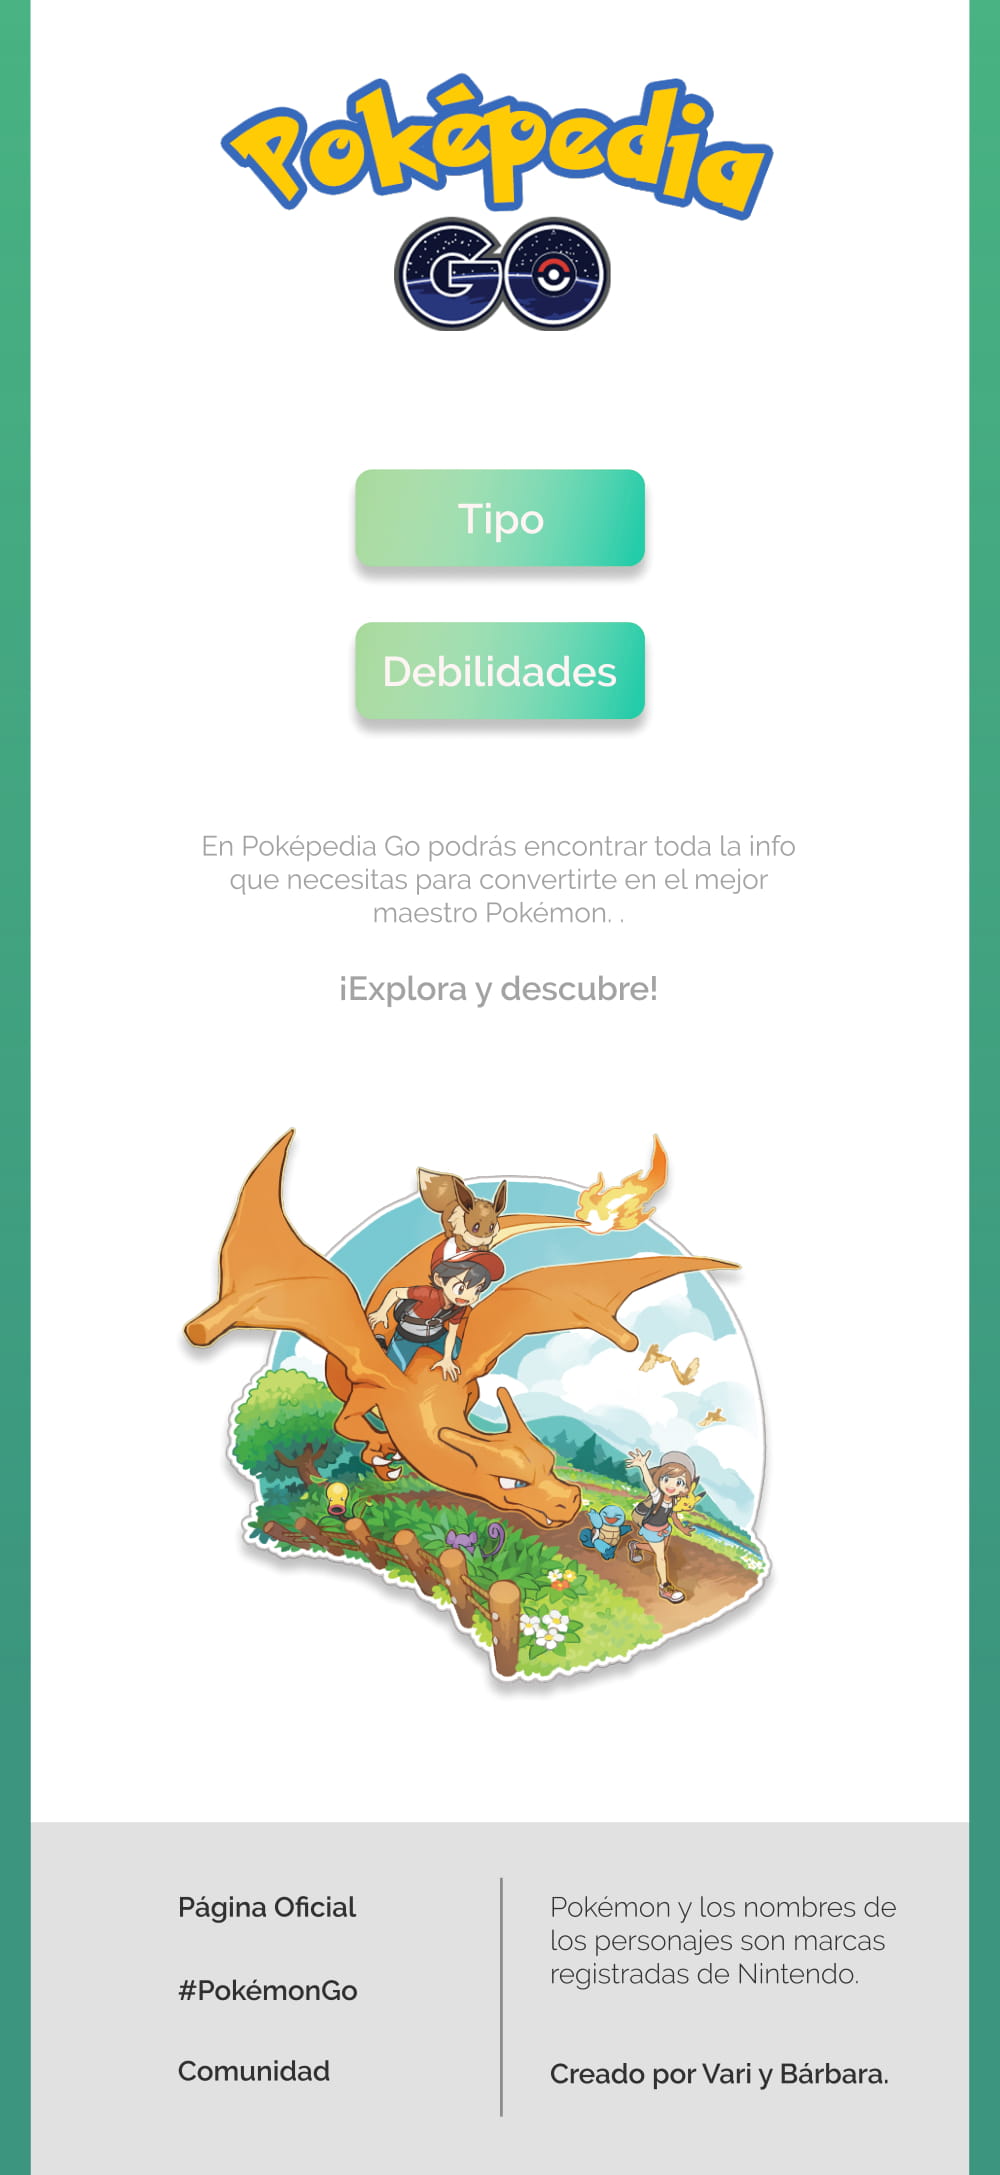 Poképedia
GO
Tipo
Debilidades
En Poképedia Go podrás encontrar toda la info
que necesitas para convertirte en el mejor
maestro Pokémon. .
¡Explora y descubre!
Página Oficial
#PokémonGo
Comunidad
Pokémon y los nombres de
los personajes son marcas
registradas de Nintendo.
Creado por Vari y Bárbara.